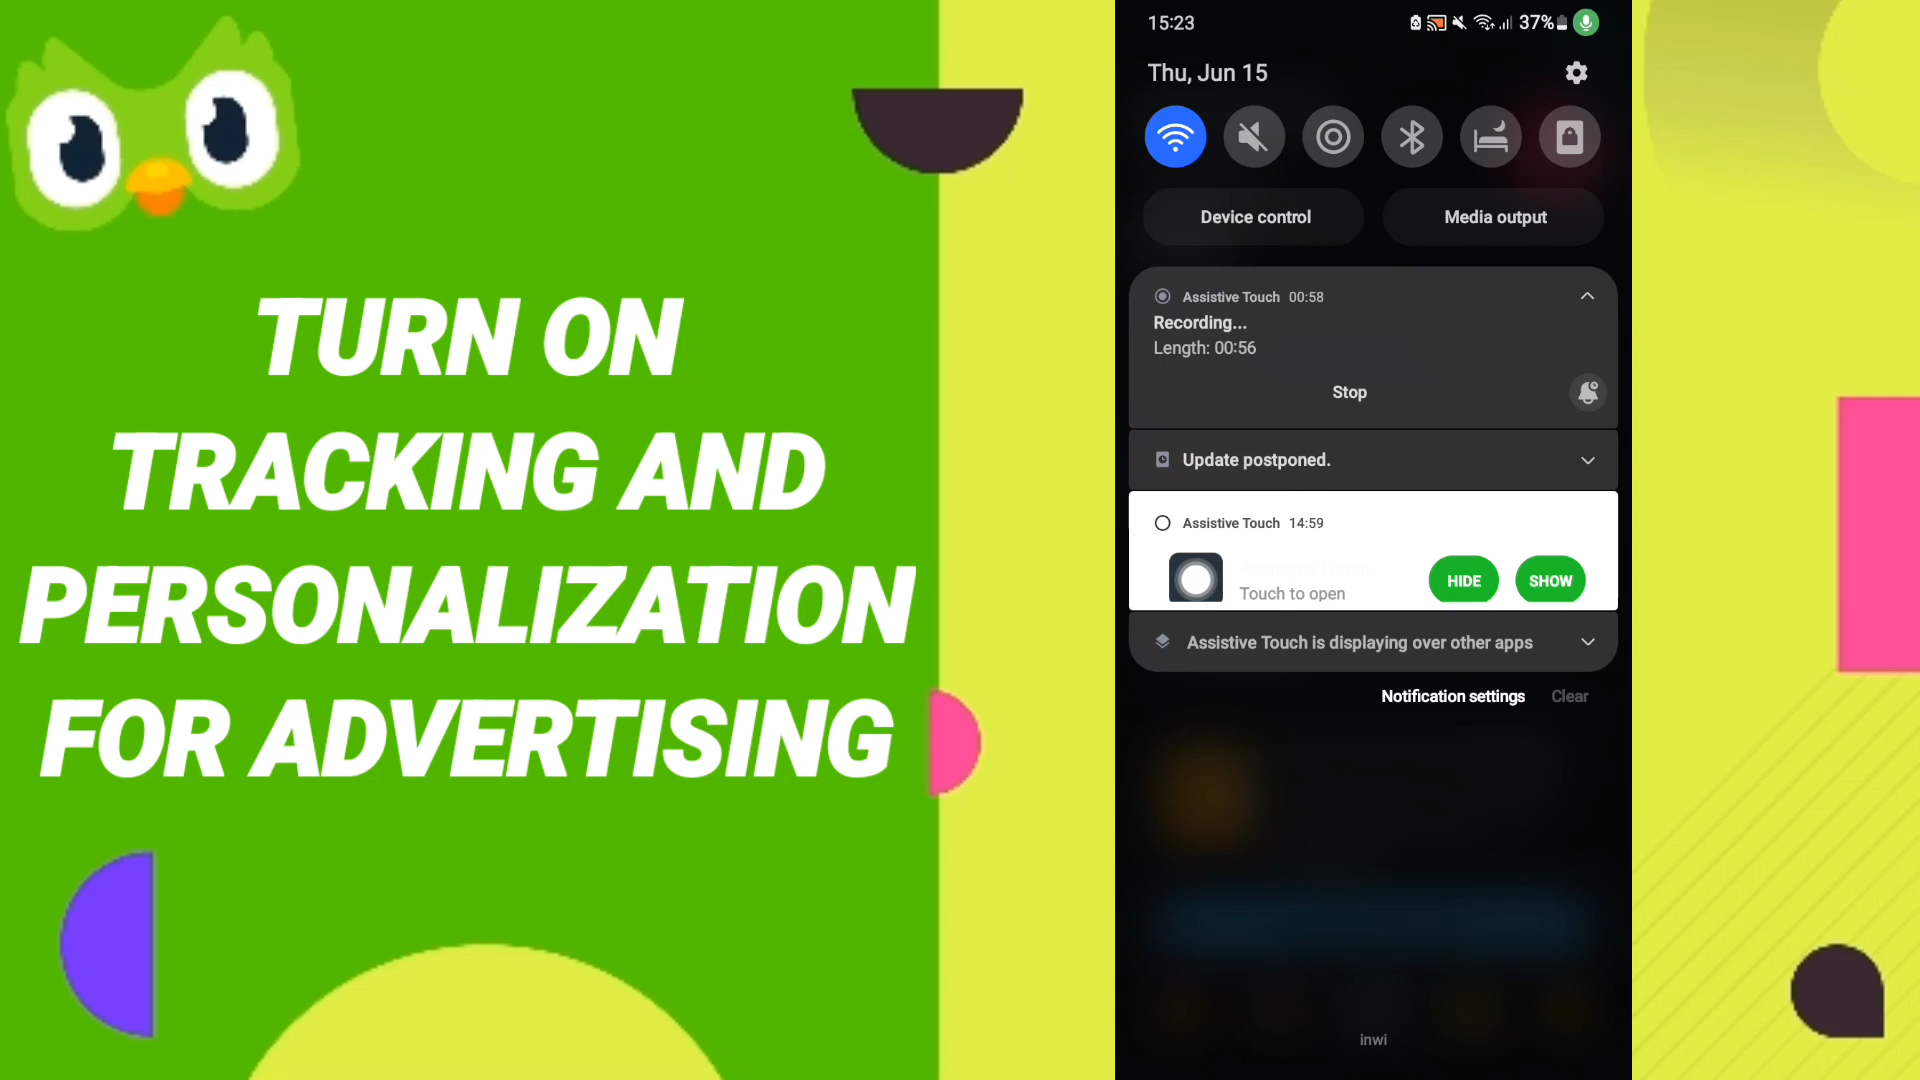 TURN ON
TRACKING AND
PERSONALIZATION
FOR ADVERTISING
15:23
37%
Thu, Jun 15
Device control
Media output
Assistive Touch 00:58
Recording...
Length: 00:56
Stop
Update postponed.
Assistive Touch 14:59
Assistive Touch
Touch to open
HIDE
SHOW
Assistive Touch is displaying over other apps
Notification settings
Clear
inwi